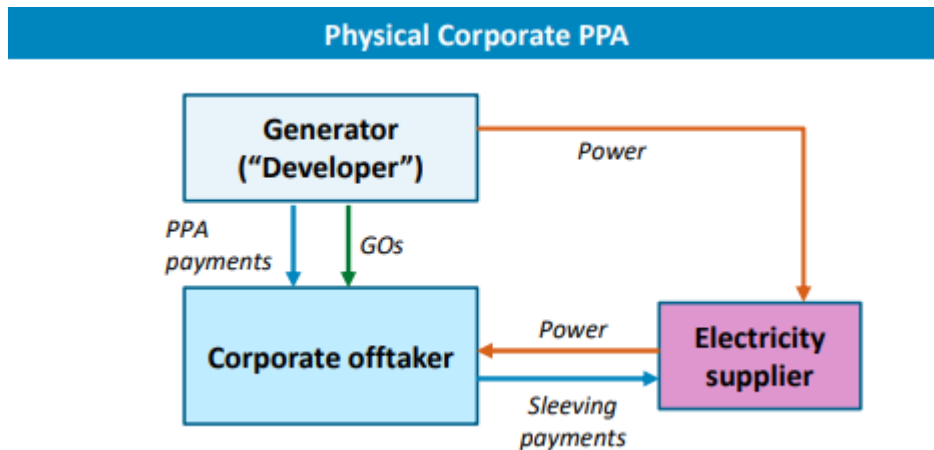 Physical Corporate PPA
Generator
(“Developer”)
Power
PPA
payments
GOs
Corporate offtaker
Power
Electricity
supplier
Sleeving
payments